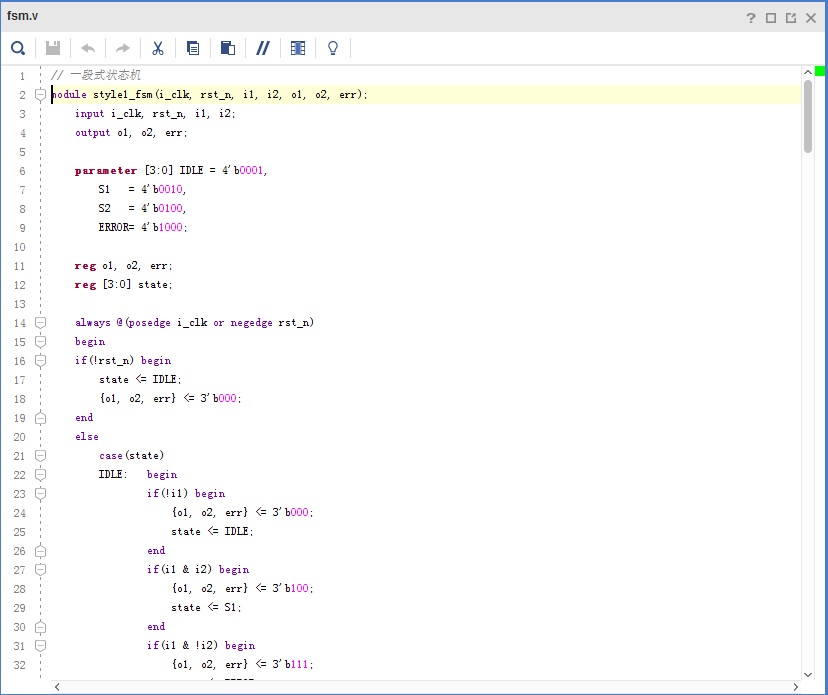 fsm.v
1 // 一段式状态机
2 module style1_fsm(i_clk, rst_n, i1, i2, o1, o2, err);
3 input i_clk, rst_n, i1, i2;
4 output o1, o2, err;
5
6 parameter [3:0] IDLE = 4'b0001,
7 S1 = 4'b0010,
8 S2 = 4'b0100,
9 ERROR= 4'b1000;
10
11 reg o1, o2, err;
12 reg [3:0] state;
13
14 always @(posedge i_clk or negedge rst_n)
15 begin
16 if(!rst_n) begin
17 state <= IDLE;
18 {o1, o2, err} <= 3'b000;
19 end
20 else
21 case(state)
22 IDLE: begin
23 if(!i1) begin
24 {o1, o2, err} <= 3'b000;
25 state <= IDLE;
26 end
27 if(i1 & i2) begin
28 {o1, o2, err} <= 3'b100;
29 state <= S1;
30 end
31 if(i1 & !i2) begin
32 {o1, o2, err} <= 3'b111;